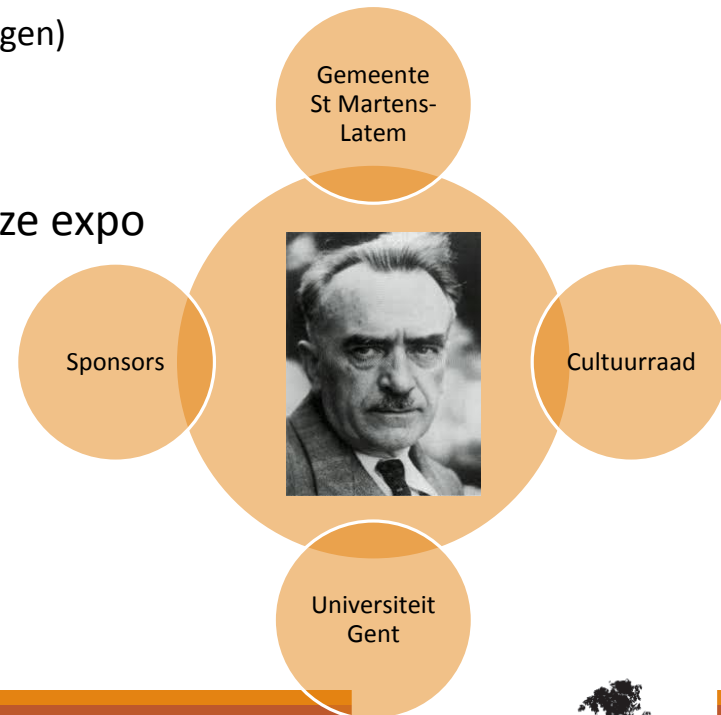 gen)
Gemeente
St Martens-
Latem
ze expo
Sponsors
Cultuurraad
Universiteit
Gent